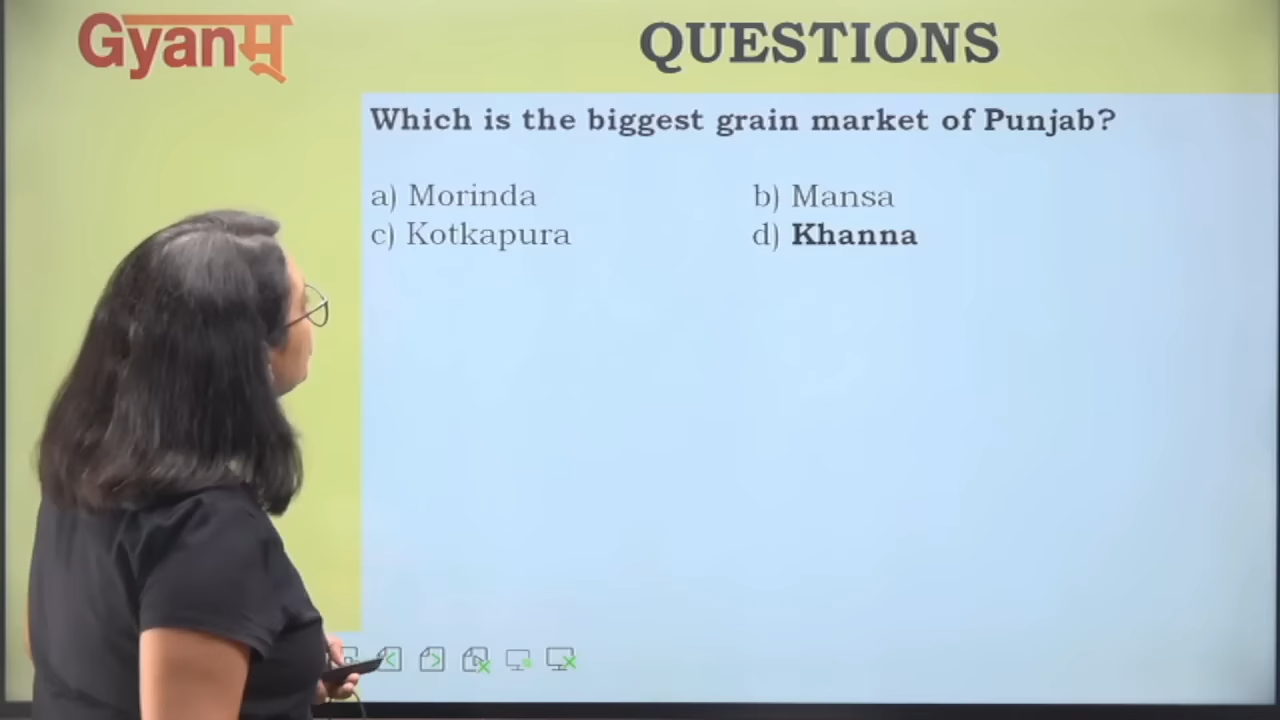 Gyanम्
QUESTIONS
Which is the biggest grain market of Punjab?
a) Morinda b) Mansa
c) Kotkapura d) Khanna